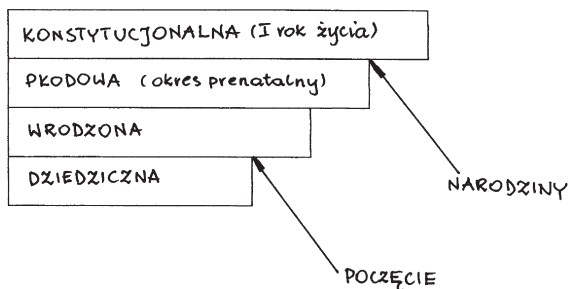 KONSTYTUCJONALNA (I rok życia)
PŁODOWA (okres prenatalny)
WRODZONA
DZIEDZICZNA
NARODZINY
POCZĘCIE